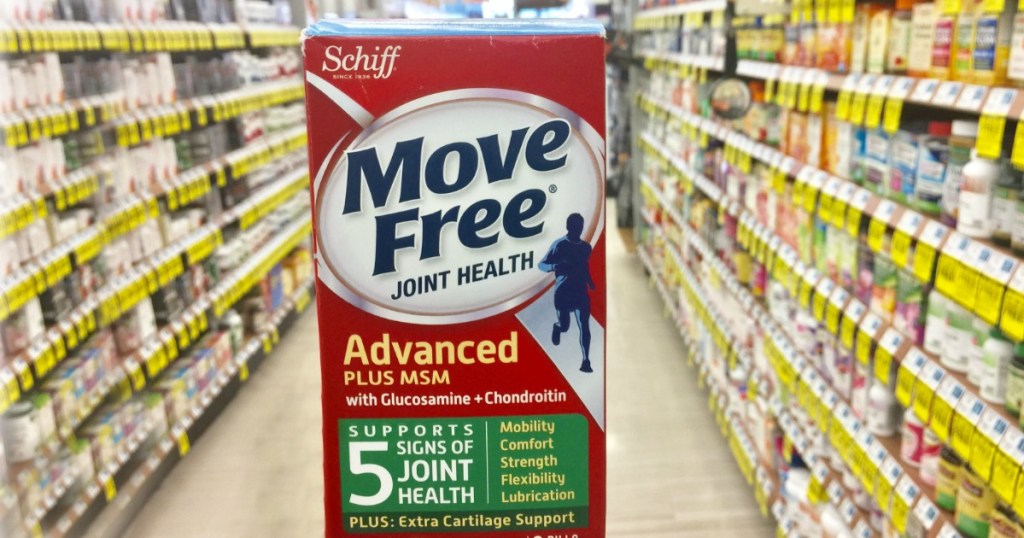 Schiff
SINCE 1936
Move
Free®
JOINT HEALTH
Advanced
PLUS MSM
with Glucosamine + Chondroitin
SUPPORTS
5 SIGNS OF
JOINT
HEALTH
Mobility
Comfort
Strength
Flexibility
Lubrication
PLUS: Extra Cartilage Support